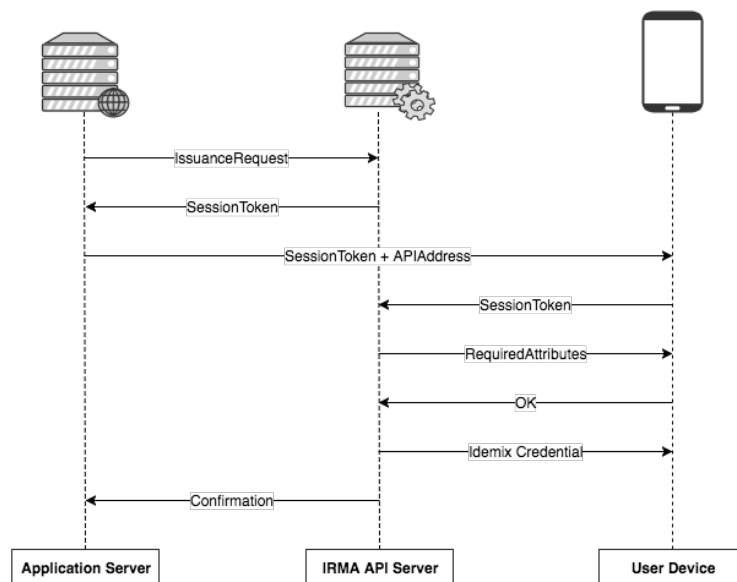 IssuanceRequest
SessionToken
SessionToken + APIAddress
SessionToken
RequiredAttributes
OK
Idemix Credential
Confirmation
Application Server
IRMA API Server
User Device